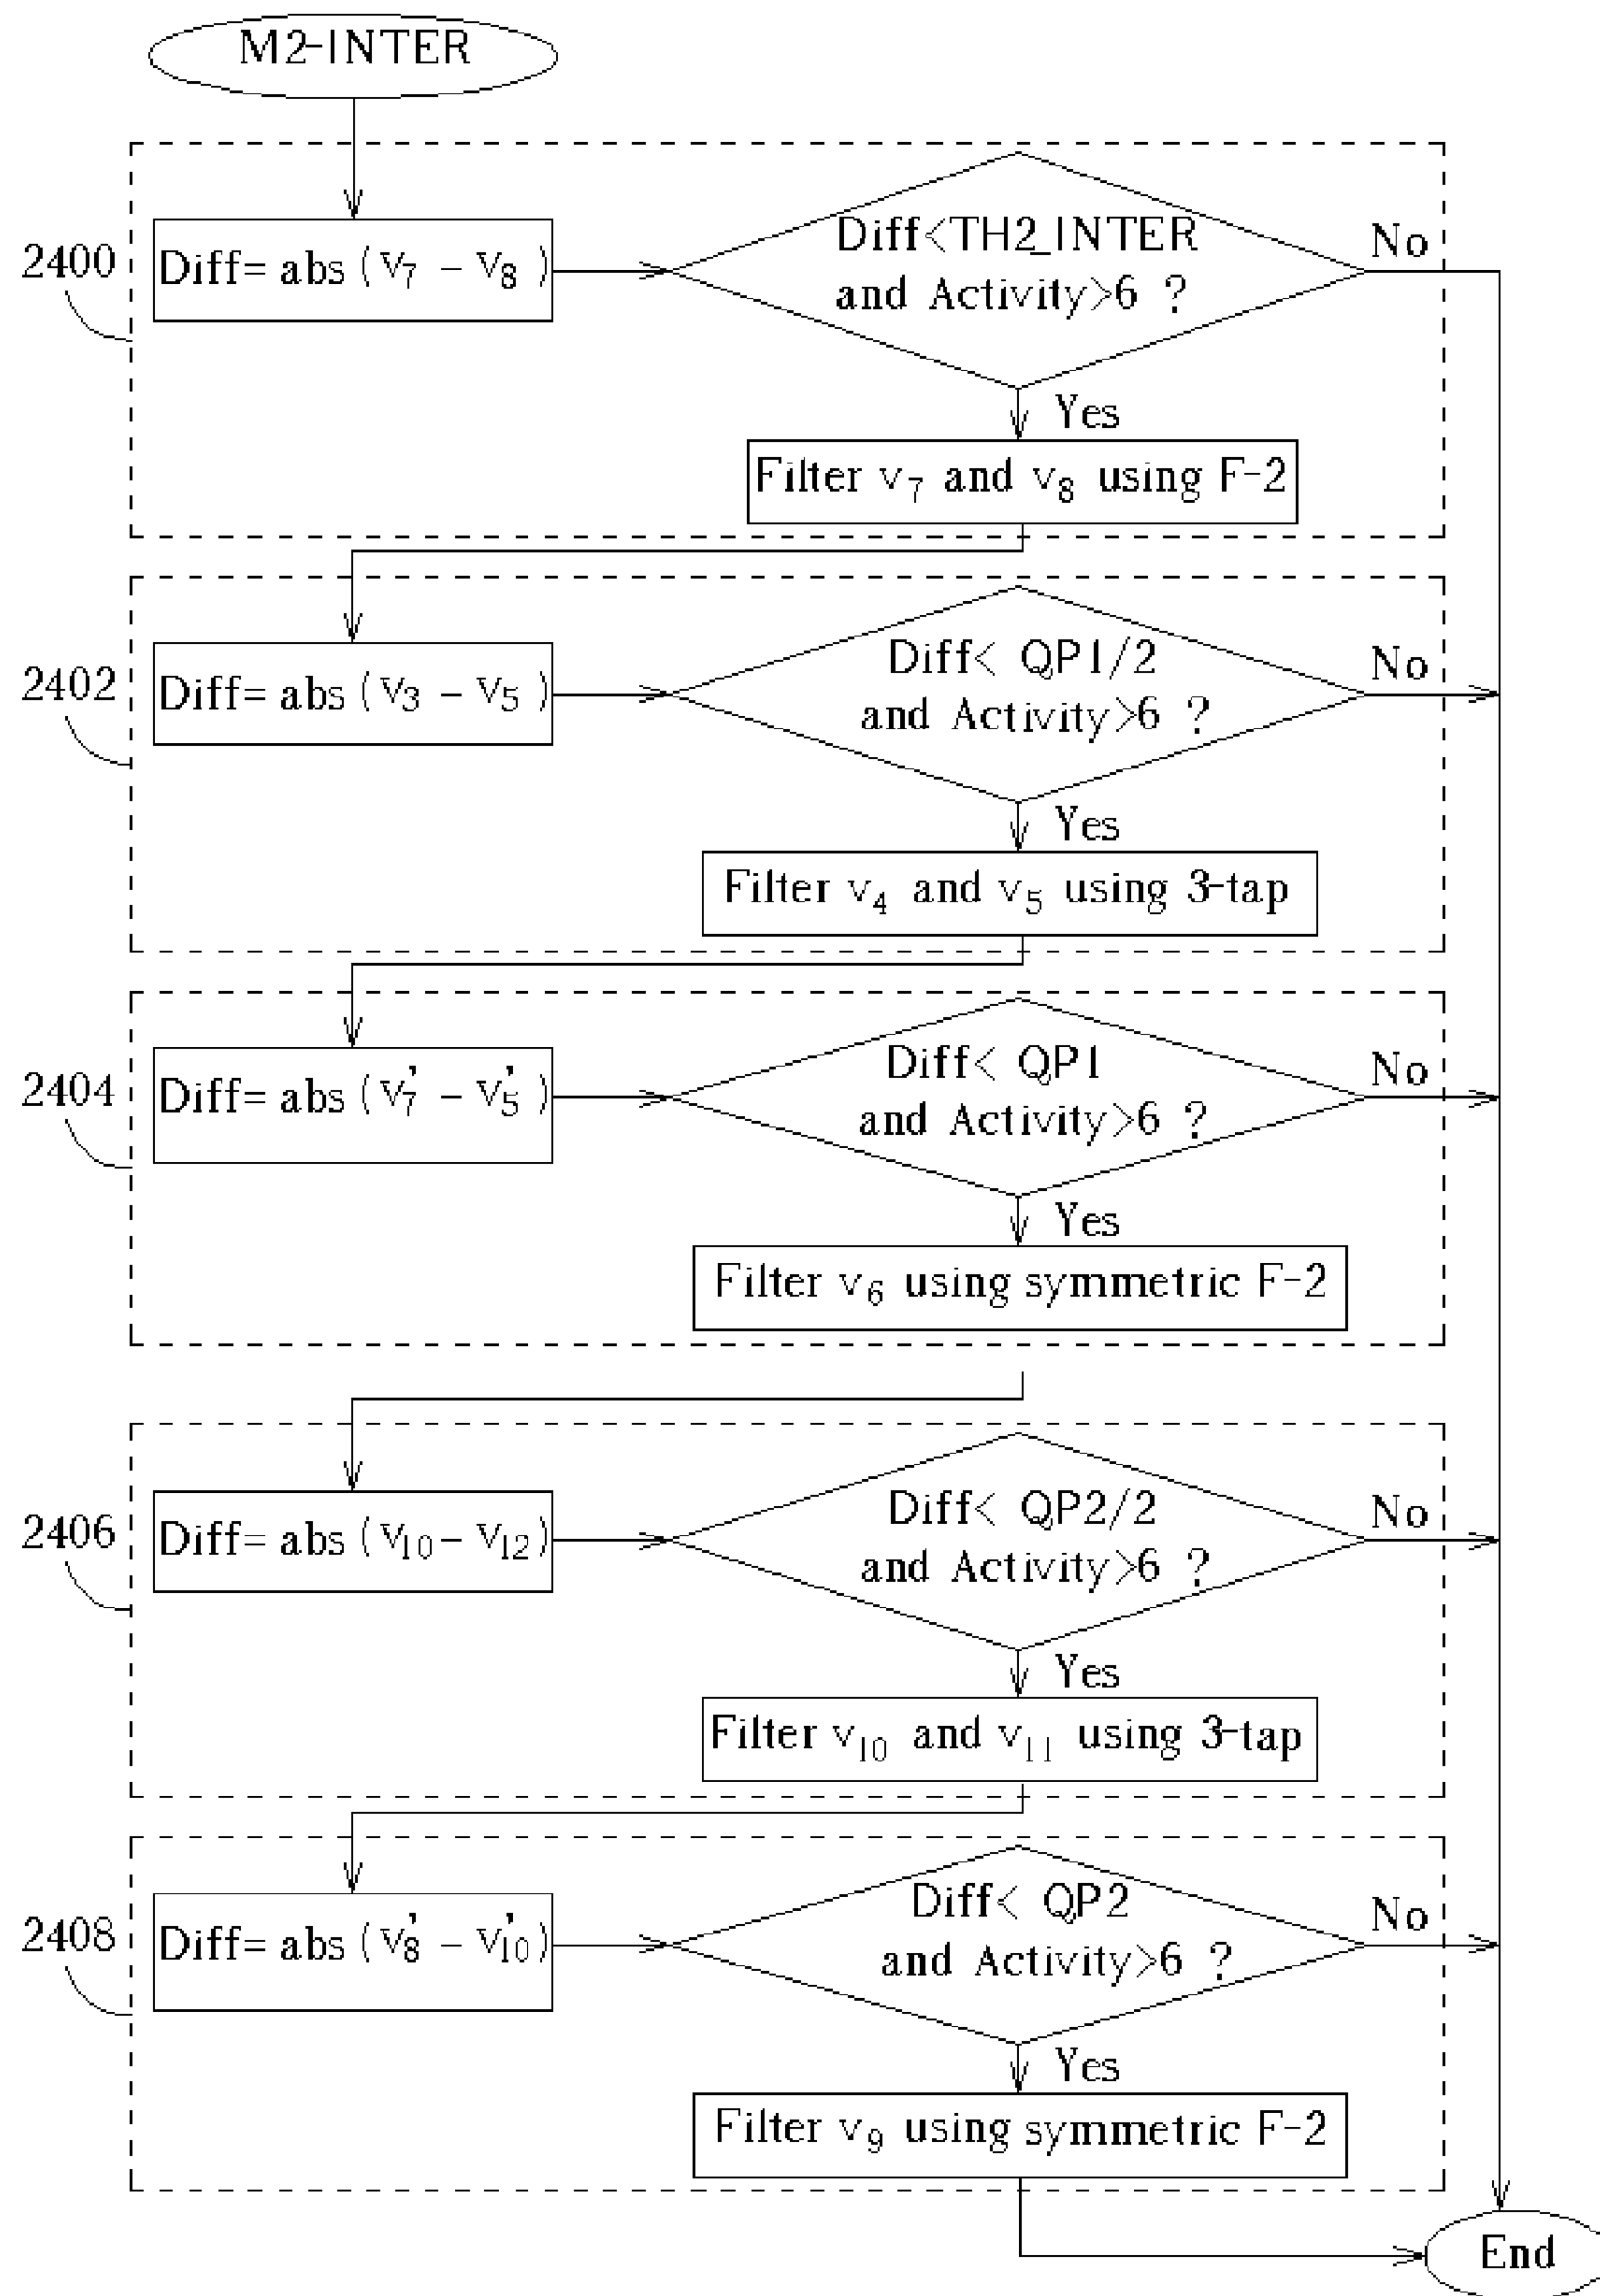 M2-INTER
2400
Diff= abs (V7 - V8 )
Diff<TH2_INTER
and Activity>6 ?
No
Yes
Filter v7 and v8 using F-2
2402
Diff= abs (V3 - V5 )
Diff< QP1/2
and Activity>6 ?
No
Yes
Filter v4 and v5 using 3-tap
2404
Diff= abs (V7' - V5')
Diff< QP1
and Activity>6 ?
No
Yes
Filter v6 using symmetric F-2
2406
Diff= abs (V10 - V12)
Diff< QP2/2
and Activity>6 ?
No
Yes
Filter v10 and v11 using 3-tap
2408
Diff= abs (V8' - V10')
Diff< QP2
and Activity>6 ?
No
Yes
Filter v9 using symmetric F-2
End